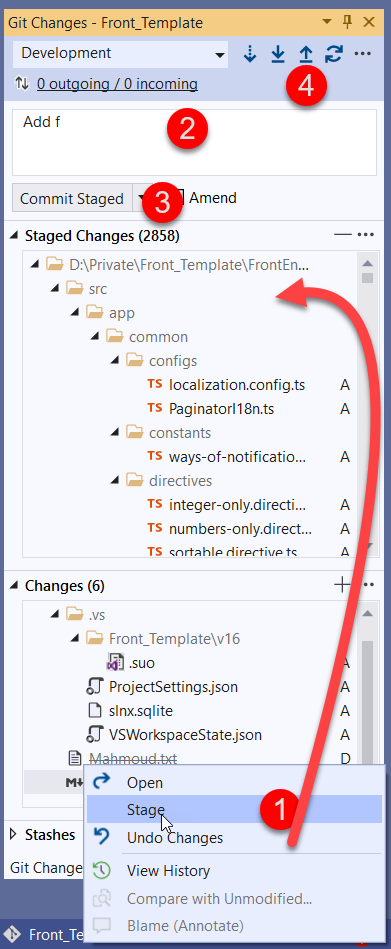 Git Changes - Front_Template
Development
4
0 outgoing / 0 incoming
Add f
2
Commit Staged
3
Amend
Staged Changes (2858)
D:\Private\Front_Template\FrontEn...
src
app
common
configs
TS localization.config.ts A
TS PaginatorI18n.ts A
constants
TS ways-of-notificatio... A
directives
TS integer-only.directi... A
TS numbers-only.direct... A
TS sortable.directive.ts
Changes (6)
.vs
Front_Template\v16
.suo A
ProjectSettings.json A
slnx.sqlite A
VSWorkspaceState.json A
Mahmoud.txt D
M
Open
Stage
1
Undo Changes
Stashes
View History
Git Change
Compare with Unmodified...
Blame (Annotate)
Front_Te